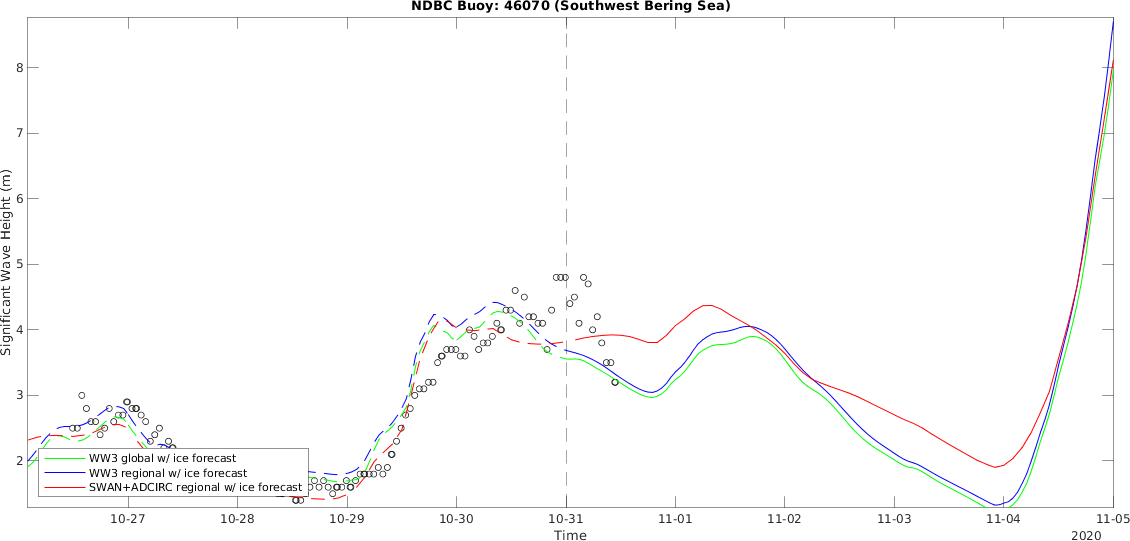 NDBC Buoy: 46070 (Southwest Bering Sea)
Significant Wave Height (m)
8
7
6
5
4
3
2
WW3 global w/ ice forecast
WW3 regional w/ ice forecast
SWAN+ADCIRC regional w/ ice forecast
10-27 10-28 10-29 10-30 10-31 11-01 11-02 11-03 11-04 11-05
Time
2020